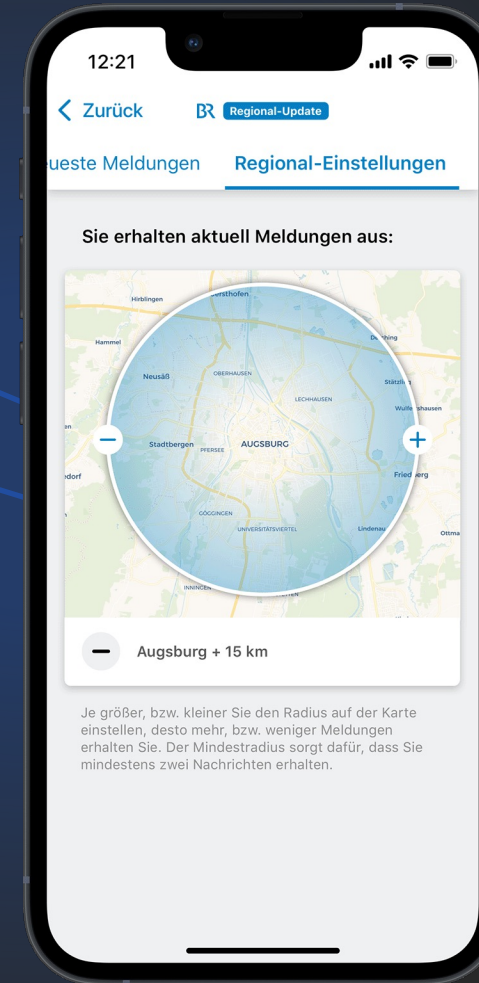 12:21
Zurück
BR Regional-Update
ueste Meldungen Regional-Einstellungen
Sie erhalten aktuell Meldungen aus:
Hirblingen
Hammel
Neusäß
OBERHAUSEN
LECHHAUSEN
Stadtbergen
PFERSEE
AUGSBURG
GÖGGINGEN
UNIVERSITÄTSVIERTEL
Lindenau
Ottma
INNINGEN
Augsburg + 15 km
Je größer, bzw. kleiner Sie den Radius auf der Karte
einstellen, desto mehr, bzw. weniger Meldungen
erhalten Sie. Der Mindestradius sorgt dafür, dass Sie
mindestens zwei Nachrichten erhalten.